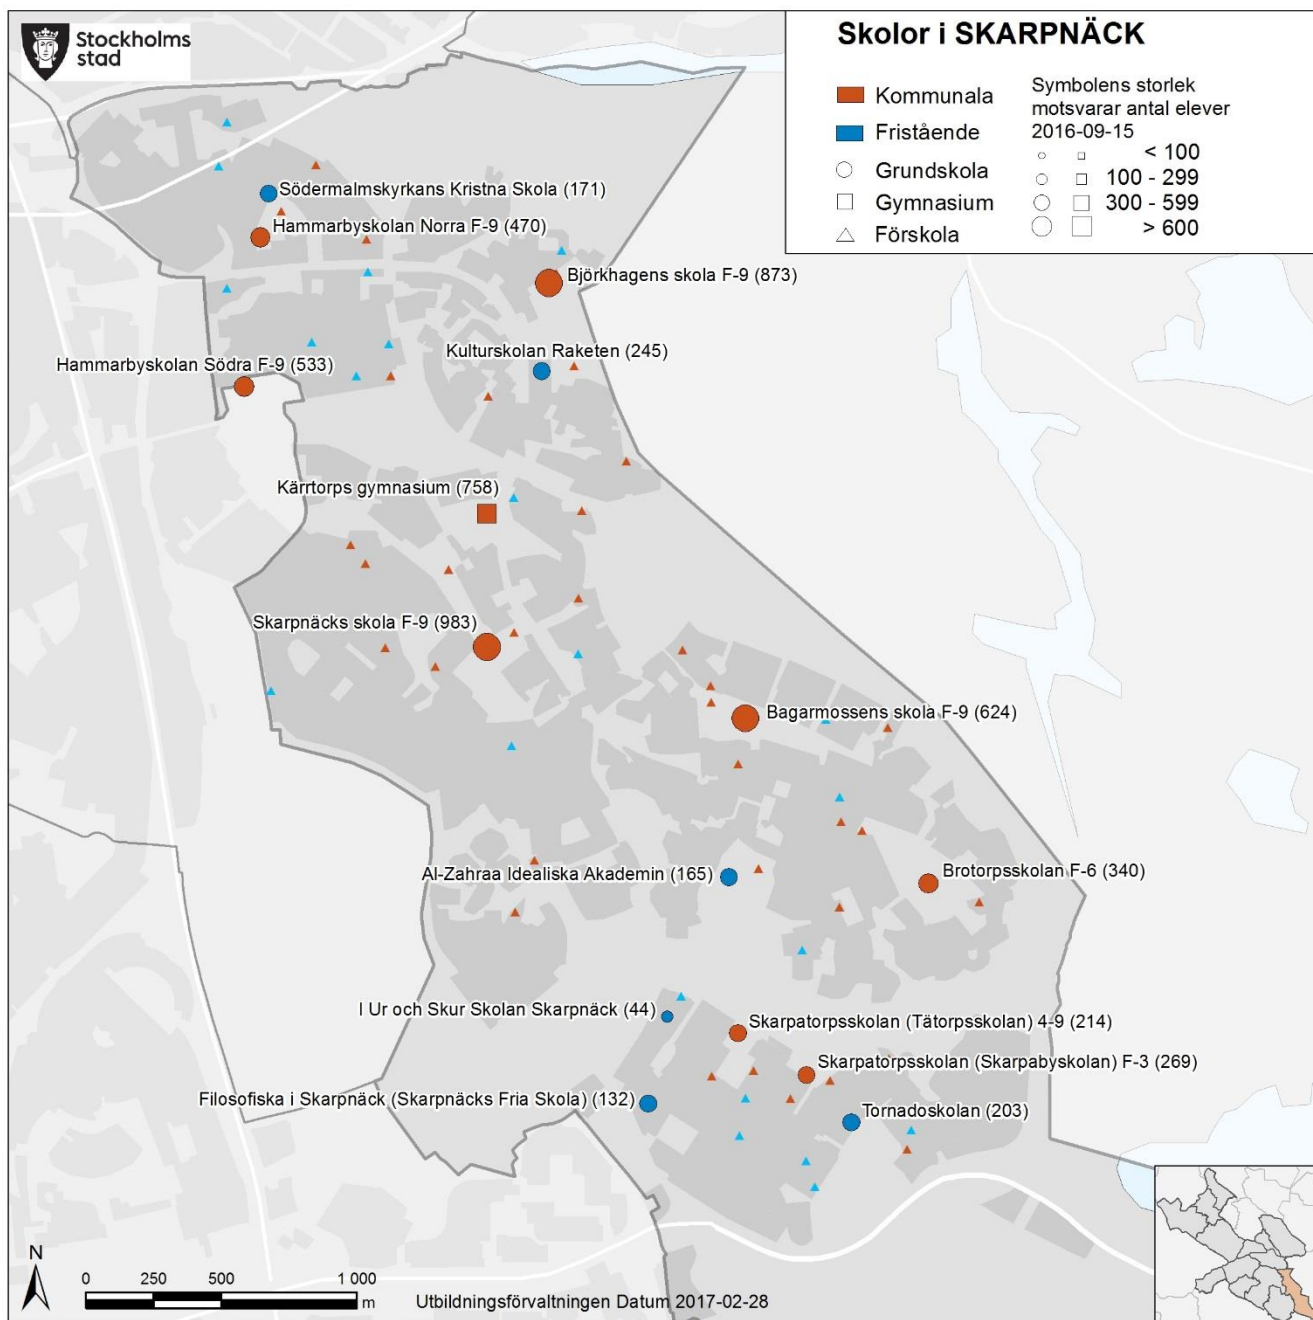 Stockholms
stad
Skolor i SKARPNÄCK
Kommunala
Fristående
Grundskola
Gymnasium
Förskola
Symbolens storlek
motsvarar antal elever
2016-09-15
< 100
100 - 299
300 - 599
> 600
Södermalmskyrkans Kristna Skola (171)
Hammarbyskolan Norra F-9 (470)
Björkhagens skola F-9 (873)
Kulturskolan Raketen (245)
Hammarbyskolan Södra F-9 (533)
Kärrtorps gymnasium (758)
Skarpnäcks skola F-9 (983)
Bagarmossens skola F-9 (624)
Al-Zahraa Idealiska Akademin (165)
Brotorpsskolan F-6 (340)
I Ur och Skur Skolan Skarpnäck (44)
Skarpatorpsskolan (Tätorpsskolan) 4-9 (214)
Skarpatorpsskolan (Skarpabyskolan) F-3 (269)
Filosofiska i Skarpnäck (Skarpnäcks Fria Skola) (132)
Tornadoskolan (203)
N
0 250 500 1 000
m
Utbildningsförvaltningen Datum 2017-02-28